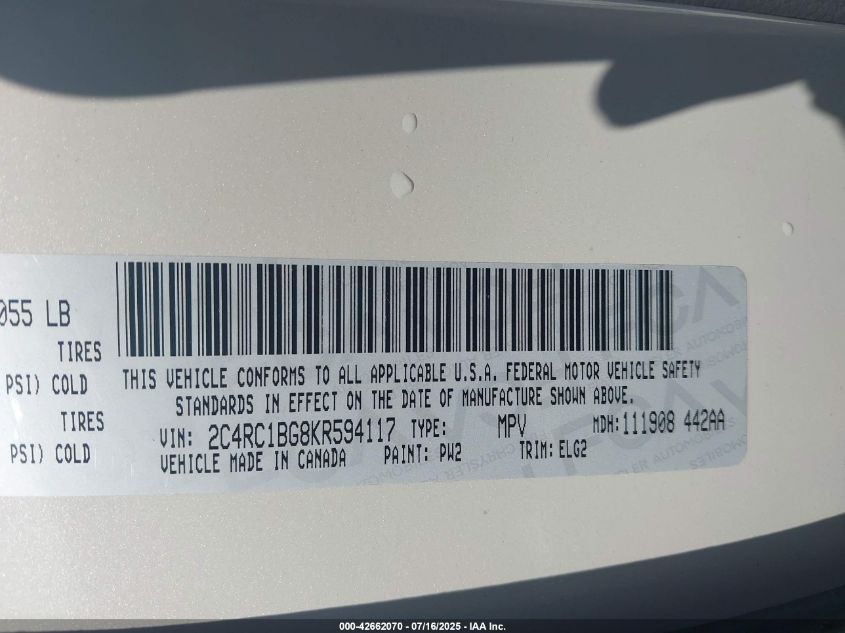 055 LB
TIRES
PSI) COLD
TIRES
PSI) COLD
THIS VEHICLE CONFORMS TO ALL APPLICABLE U.S.A. FEDERAL MOTOR VEHICLE SAFETY
STANDARDS IN EFFECT ON THE DATE OF MANUFACTURE SHOWN ABOVE.
VIN: 2C4RC1BG8KR594117 TYPE: MPV MDH: 111908 442AA
VEHICLE MADE IN CANADA PAINT: PW2 TRIM: ELG2
000-42662070 - 07/16/2025 - IAA Inc.